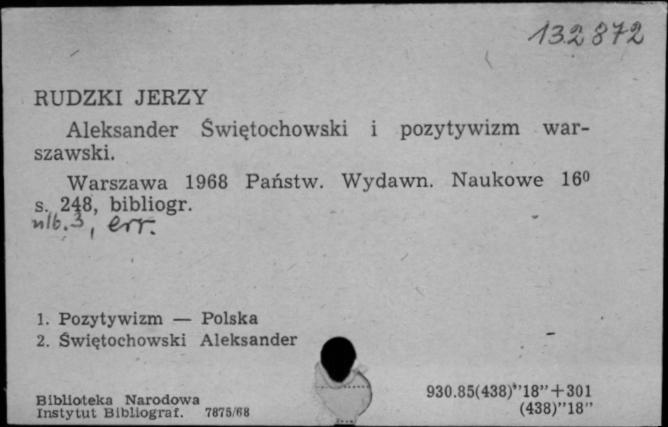 132872
RUDZKI JERZY
Aleksander Świętochowski i pozytywizm war-
szawski.
Warszawa 1968 Państw. Wydawn. Naukowe 16⁰
s. 248, bibliogr.
nlb. 3, err.
1. Pozytywizm — Polska
2. Świętochowski Aleksander
Biblioteka Narodowa
Instytut Bibliograf. 7875/68
930.85(438)"18"+301
(438)"18"